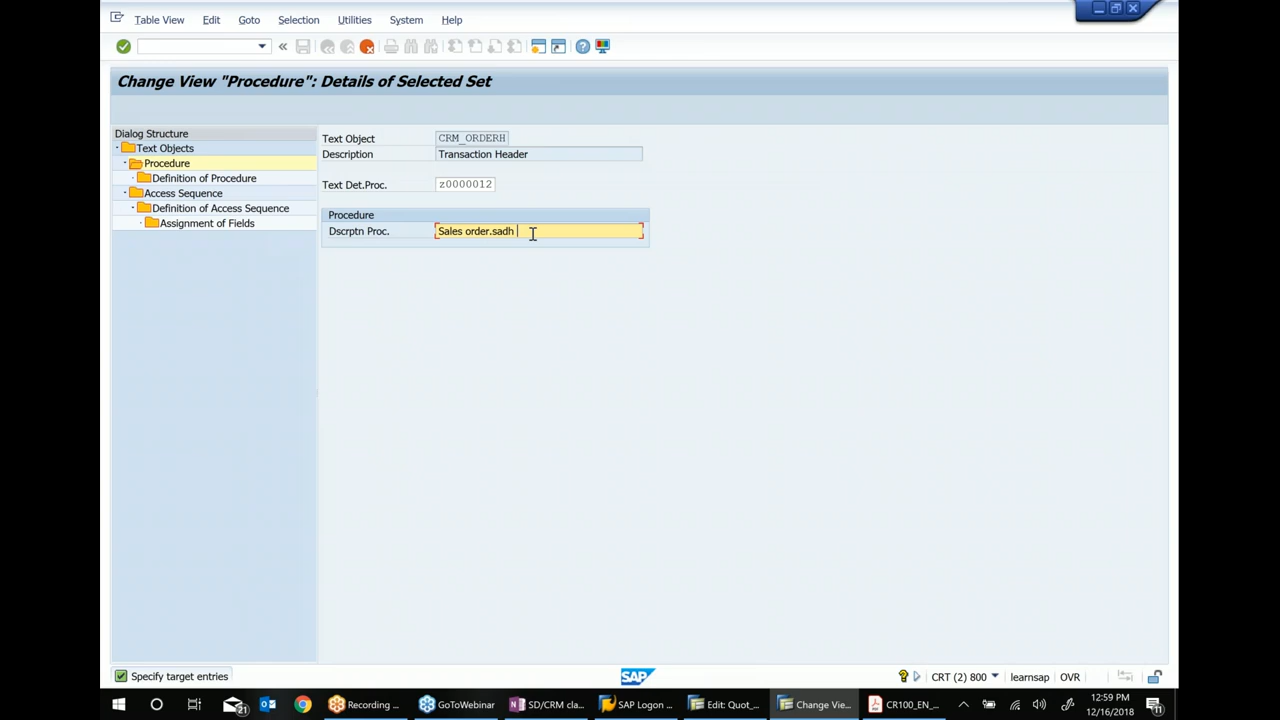 Table View Edit Goto Selection Utilities System Help
Change View "Procedure": Details of Selected Set
Dialog Structure
Text Objects
Procedure
Definition of Procedure
Access Sequence
Definition of Access Sequence
Assignment of Fields
Text Object CRM_ORDERH
Description Transaction Header
Text Det.Proc. z0000012
Procedure
Dscrptn Proc. Sales order.sadh
Specify target entries
SAP
CRT (2) 800 learnsap OVR
21 Recording ... GoToWebinar SD/CRM cla... SAP Logon ... Edit: Quot_... Change Vie... CR100_EN_... 12:59 PM
12/16/2018
11